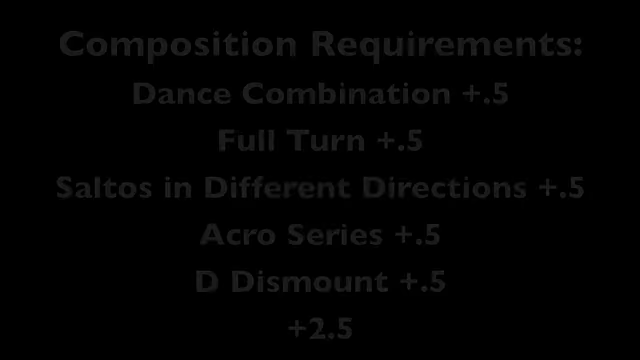 Composition Requirements:
Dance Combination +.5
Full Turn +.5
Saltos in Different Directions +.5
Acro Series +.5
D Dismount +.5
+2.5